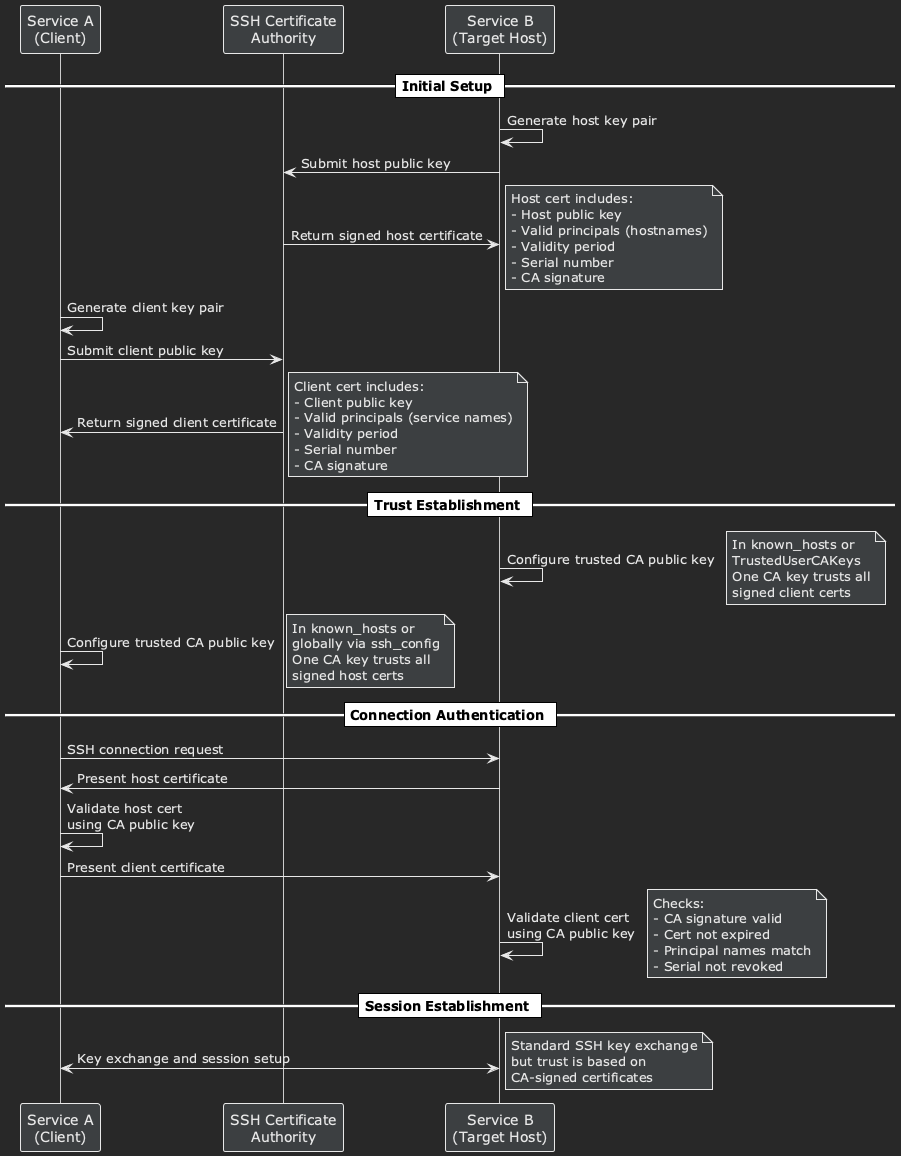 Service A
(Client)
SSH Certificate
Authority
Service B
(Target Host)
Initial Setup
Generate host key pair
Submit host public key
Return signed host certificate
Host cert includes:
- Host public key
- Valid principals (hostnames)
- Validity period
- Serial number
- CA signature
Generate client key pair
Submit client public key
Return signed client certificate
Client cert includes:
- Client public key
- Valid principals (service names)
- Validity period
- Serial number
- CA signature
Trust Establishment
Configure trusted CA public key
In known_hosts or
TrustedUserCAKeys
One CA key trusts all
signed client certs
Configure trusted CA public key
In known_hosts or
globally via ssh_config
One CA key trusts all
signed host certs
Connection Authentication
SSH connection request
Present host certificate
Validate host cert
using CA public key
Present client certificate
Validate client cert
using CA public key
Checks:
- CA signature valid
- Cert not expired
- Principal names match
- Serial not revoked
Session Establishment
Key exchange and session setup
Standard SSH key exchange
but trust is based on
CA-signed certificates
Service A
(Client)
SSH Certificate
Authority
Service B
(Target Host)